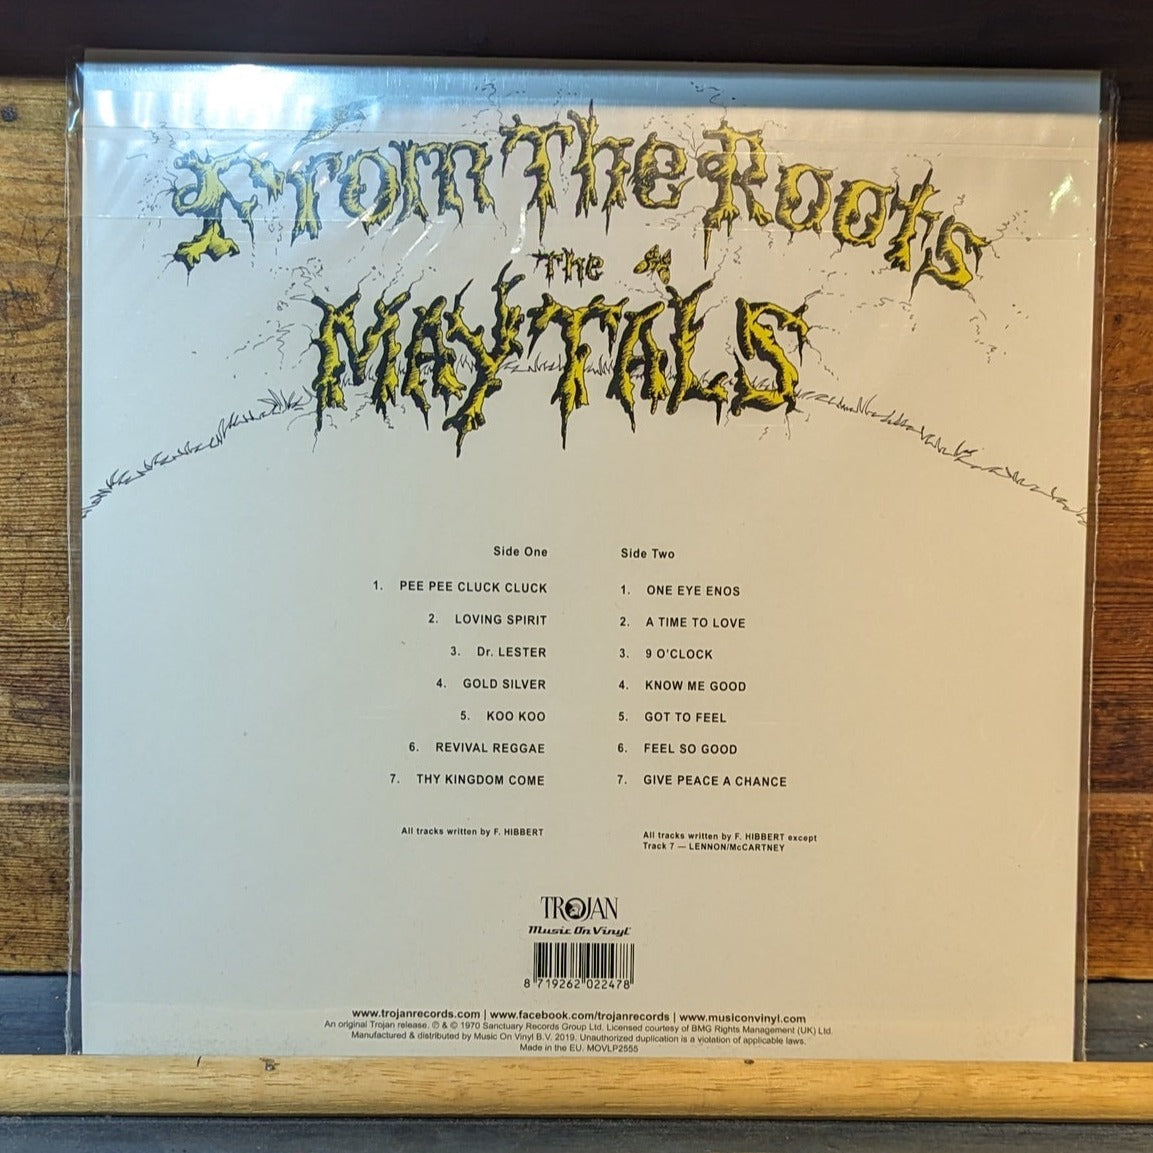 From The Roots
The
MAYTALS
Side One
1. PEE PEE CLUCK CLUCK
2. LOVING SPIRIT
3. Dr. LESTER
4. GOLD SILVER
5. KOO KOO
6. REVIVAL REGGAE
7. THY KINGDOM COME
All tracks written by F. HIBBERT
Side Two
1. ONE EYE ENOS
2. A TIME TO LOVE
3. 9 O'CLOCK
4. KNOW ME GOOD
5. GOT TO FEEL
6. FEEL SO GOOD
7. GIVE PEACE A CHANCE
All tracks written by F. HIBBERT except
Track 7 — LENNON/McCARTNEY
TROJAN
Music On Vinyl
8 719262 022478
www.trojanrecords.com | www.facebook.com/trojanrecords | www.musiconvinyl.com
An original Trojan release. ℗ & © 1970 Sanctuary Records Group Ltd. Licensed courtesy of BMG Rights Management (UK) Ltd.
Manufactured & distributed by Music On Vinyl B.V. 2019. Unauthorized duplication is a violation of applicable laws.
Made in the EU. MOVLP2555